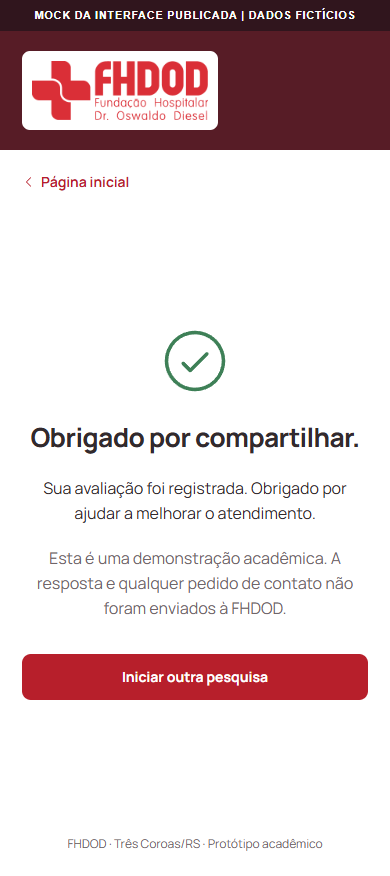 MOCK DA INTERFACE PUBLICADA | DADOS FICTÍCIOS
FHDOD
Fundação Hospitalar
Dr. Oswaldo Diesel
Página inicial
Obrigado por compartilhar.
Sua avaliação foi registrada. Obrigado por
ajudar a melhorar o atendimento.
Esta é uma demonstração acadêmica. A
resposta e qualquer pedido de contato não
foram enviados à FHDOD.
Iniciar outra pesquisa
FHDOD · Três Coroas/RS · Protótipo acadêmico